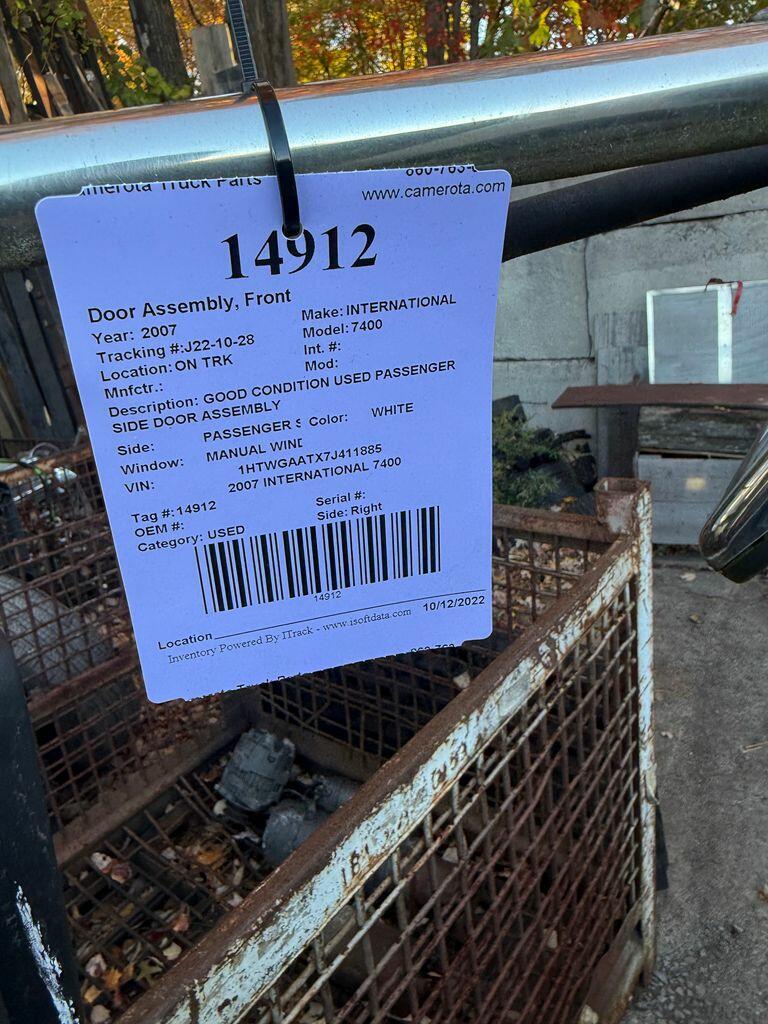 Truck Parts
www.camerota.com
14912
Door Assembly, Front
Year: 2007 Make: INTERNATIONAL
Tracking #:J22-10-28 Model: 7400
Location: ON TRK Int. #:
Mnfctr.: Mod:
Description: GOOD CONDITION USED PASSENGER
SIDE DOOR ASSEMBLY
Side: PASSENGER S Color: WHITE
Window: MANUAL WIND
VIN: 1HTWGAATX7J411885
2007 INTERNATIONAL 7400
Tag #:14912 Serial #:
OEM #: Side: Right
Category: USED
14912
Location 10/12/2022
Inventory Powered By ITrack - www.isoftdata.com